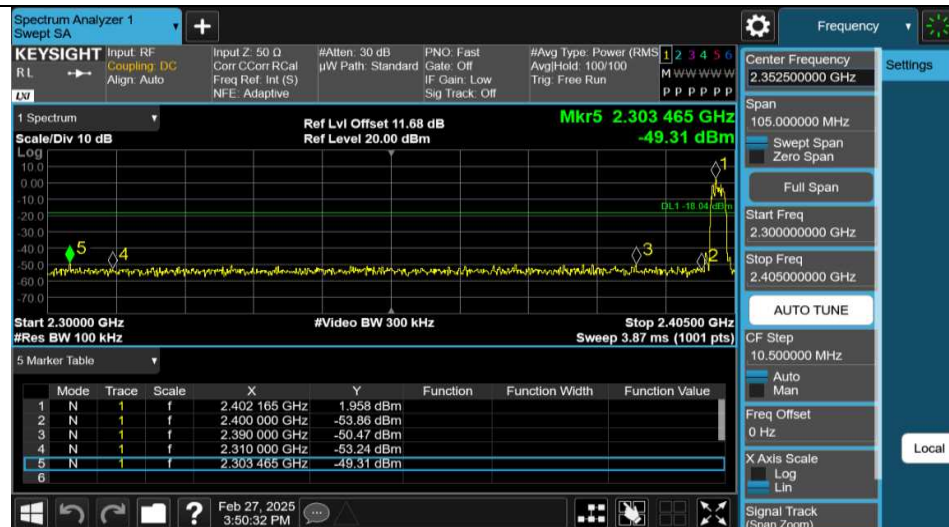 Spectrum Analyzer 1
Swept SA
+
Frequency
KEYSIGHT
RL
LXI
Input: RF
Coupling: DC
Align: Auto
Input Z: 50 Ω
Corr CCorr RCal
Freq Ref: Int (S)
NFE: Adaptive
#Atten: 30 dB
µW Path: Standard
PNO: Fast
Gate: Off
IF Gain: Low
Sig Track: Off
#Avg Type: Power (RMS
Avg|Hold: 100/100
Trig: Free Run
1 2 3 4 5 6
M W W W W W
P P P P P P
Center Frequency
2.352500000 GHz
Settings
Span
105.000000 MHz
Swept Span
Zero Span
Full Span
Start Freq
2.300000000 GHz
Stop Freq
2.405000000 GHz
AUTO TUNE
CF Step
10.500000 MHz
Auto
Man
Freq Offset
0 Hz
X Axis Scale
Log
Lin
Signal Track
(Span Zoom)
Local
1 Spectrum
Scale/Div 10 dB
Log
Ref Lvl Offset 11.68 dB
Ref Level 20.00 dBm
Mkr5 2.303 465 GHz
-49.31 dBm
10.0
0.00
-10.0
-20.0
-30.0
-40.0
-50.0
-60.0
-70.0
DL1 -18.04 dBm
1
2
3
4
5
Start 2.30000 GHz
#Res BW 100 kHz
#Video BW 300 kHz
Stop 2.40500 GHz
Sweep 3.87 ms (1001 pts)
5 Marker Table
Mode Trace Scale X Y Function Function Width Function Value
1 N 1 f 2.402 165 GHz 1.958 dBm
2 N 1 f 2.400 000 GHz -53.86 dBm
3 N 1 f 2.390 000 GHz -50.47 dBm
4 N 1 f 2.310 000 GHz -53.24 dBm
5 N 1 f 2.303 465 GHz -49.31 dBm
6
?
Feb 27, 2025
3:50:32 PM